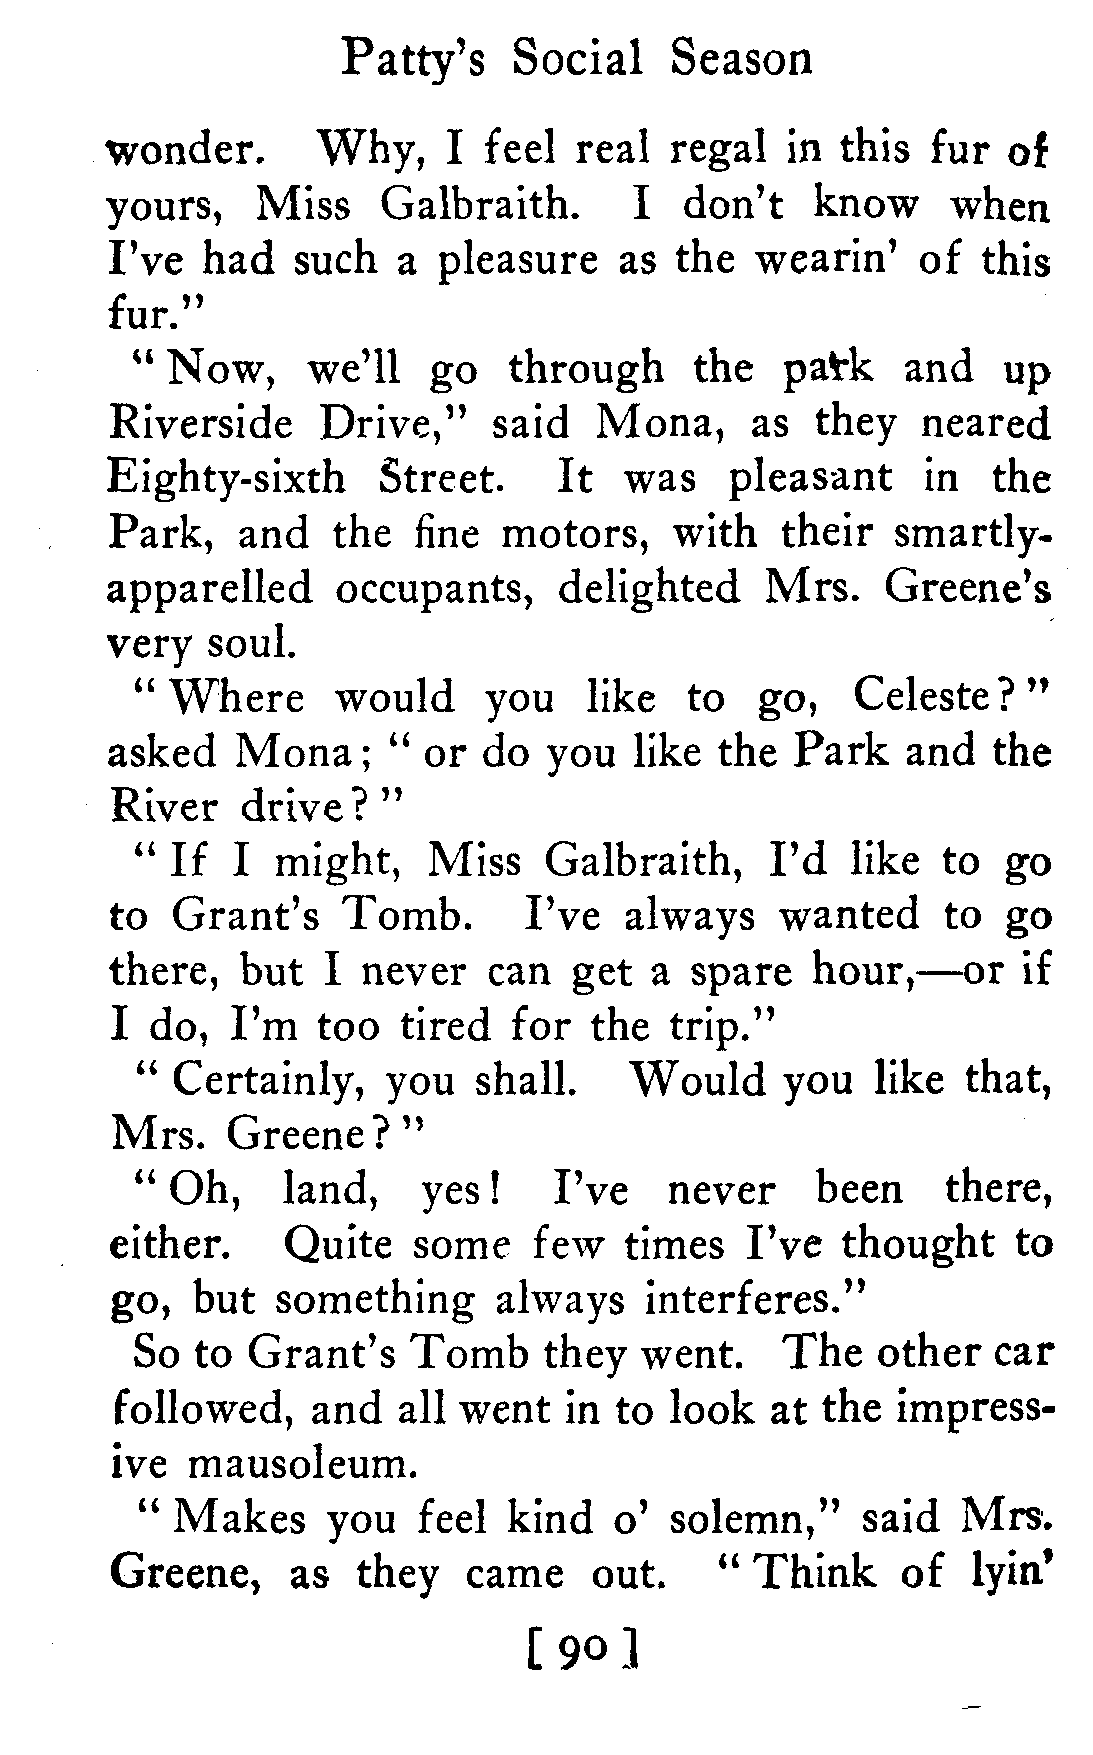 Patty's Social Season
wonder. Why, I feel real regal in this fur of
yours, Miss Galbraith. I don't know when
I've had such a pleasure as the wearin' of this
fur."
"Now, we'll go through the park and up
Riverside Drive," said Mona, as they neared
Eighty-sixth Street. It was pleasant in the
Park, and the fine motors, with their smartly-
apparelled occupants, delighted Mrs. Greene's
very soul.
"Where would you like to go, Celeste?"
asked Mona; "or do you like the Park and the
River drive?"
"If I might, Miss Galbraith, I'd like to go
to Grant's Tomb. I've always wanted to go
there, but I never can get a spare hour,—or if
I do, I'm too tired for the trip."
"Certainly, you shall. Would you like that,
Mrs. Greene?"
"Oh, land, yes! I've never been there,
either. Quite some few times I've thought to
go, but something always interferes."
So to Grant's Tomb they went. The other car
followed, and all went in to look at the impress-
ive mausoleum.
"Makes you feel kind o' solemn," said Mrs.
Greene, as they came out. "Think of lyin'
[90]